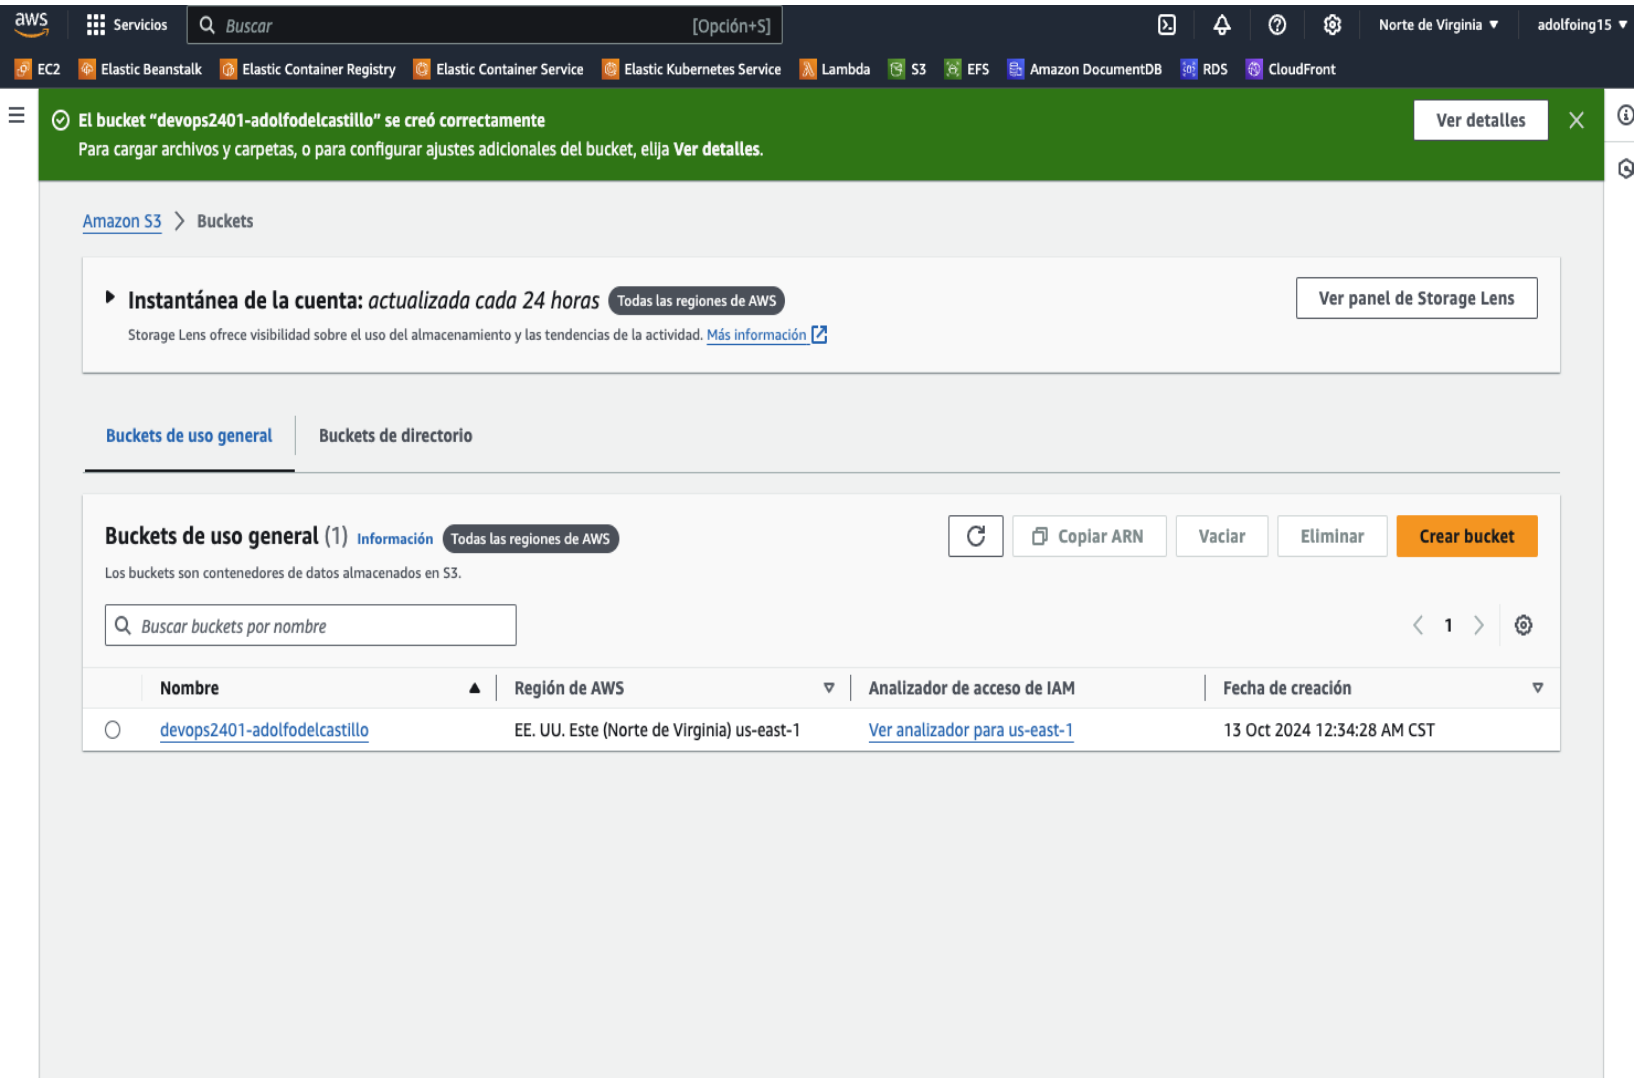 aws Servicios Buscar [Opción+S] Norte de Virginia ▼ adolfoing15 ▼
EC2 Elastic Beanstalk Elastic Container Registry Elastic Container Service Elastic Kubernetes Service Lambda S3 EFS Amazon DocumentDB RDS CloudFront
El bucket “devops2401-adolfodelcastillo” se creó correctamente
Para cargar archivos y carpetas, o para configurar ajustes adicionales del bucket, elija Ver detalles.
Ver detalles
Amazon S3 > Buckets
Instantánea de la cuenta: actualizada cada 24 horas Todas las regiones de AWS
Storage Lens ofrece visibilidad sobre el uso del almacenamiento y las tendencias de la actividad. Más información
Ver panel de Storage Lens
Buckets de uso general Buckets de directorio
Buckets de uso general (1) Información Todas las regiones de AWS
Los buckets son contenedores de datos almacenados en S3.
Copiar ARN Vaciar Eliminar Crear bucket
Buscar buckets por nombre
< 1 >
Nombre ▲ Región de AWS Analizador de acceso de IAM Fecha de creación
devops2401-adolfodelcastillo EE. UU. Este (Norte de Virginia) us-east-1 Ver analizador para us-east-1 13 Oct 2024 12:34:28 AM CST